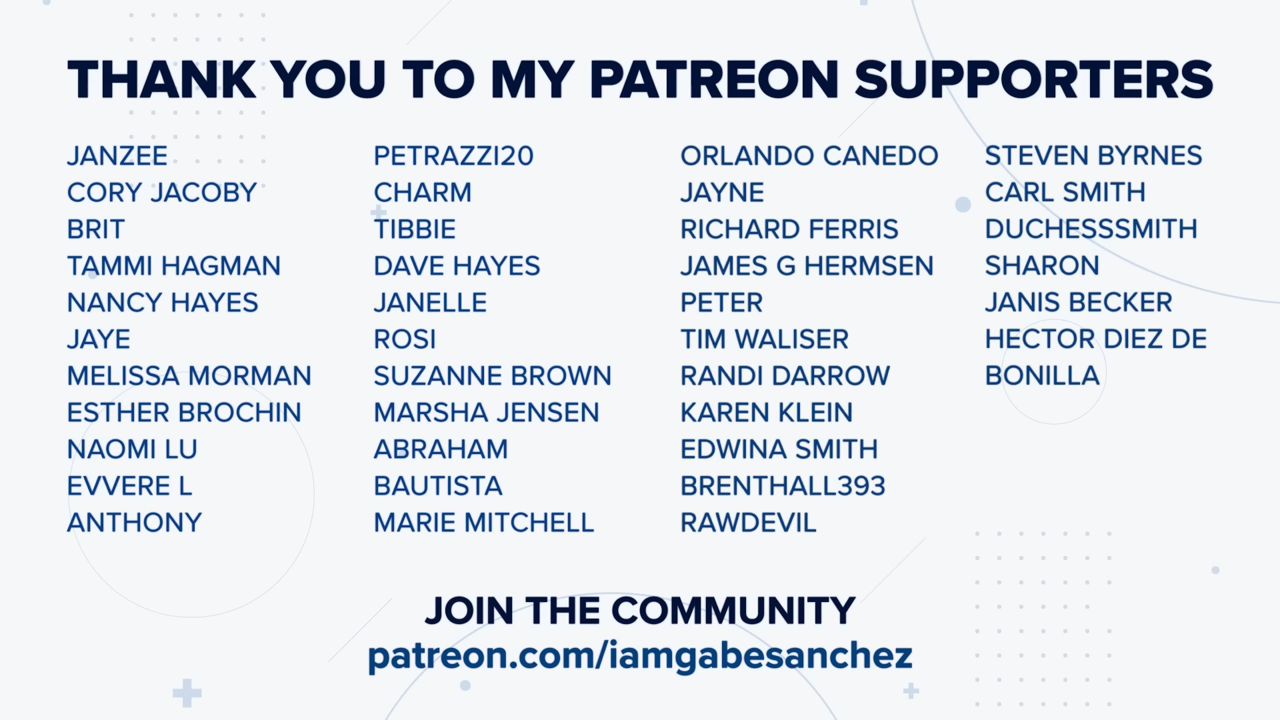 THANK YOU TO MY PATREON SUPPORTERS
JANZEE
CORY JACOBY
BRIT
TAMMI HAGMAN
NANCY HAYES
JAYE
MELISSA MORMAN
ESTHER BROCHIN
NAOMI LU
EVVERE L
ANTHONY
PETRAZZI20
CHARM
TIBBIE
DAVE HAYES
JANELLE
ROSI
SUZANNE BROWN
MARSHA JENSEN
ABRAHAM
BAUTISTA
MARIE MITCHELL
ORLANDO CANEDO
JAYNE
RICHARD FERRIS
JAMES G HERMSEN
PETER
TIM WALISER
RANDI DARROW
KAREN KLEIN
EDWINA SMITH
BRENTHALL393
RAWDEVIL
STEVEN BYRNES
CARL SMITH
DUCHESSSMITH
SHARON
JANIS BECKER
HECTOR DIEZ DE
BONILLA
JOIN THE COMMUNITY
patreon.com/iamgabesanchez